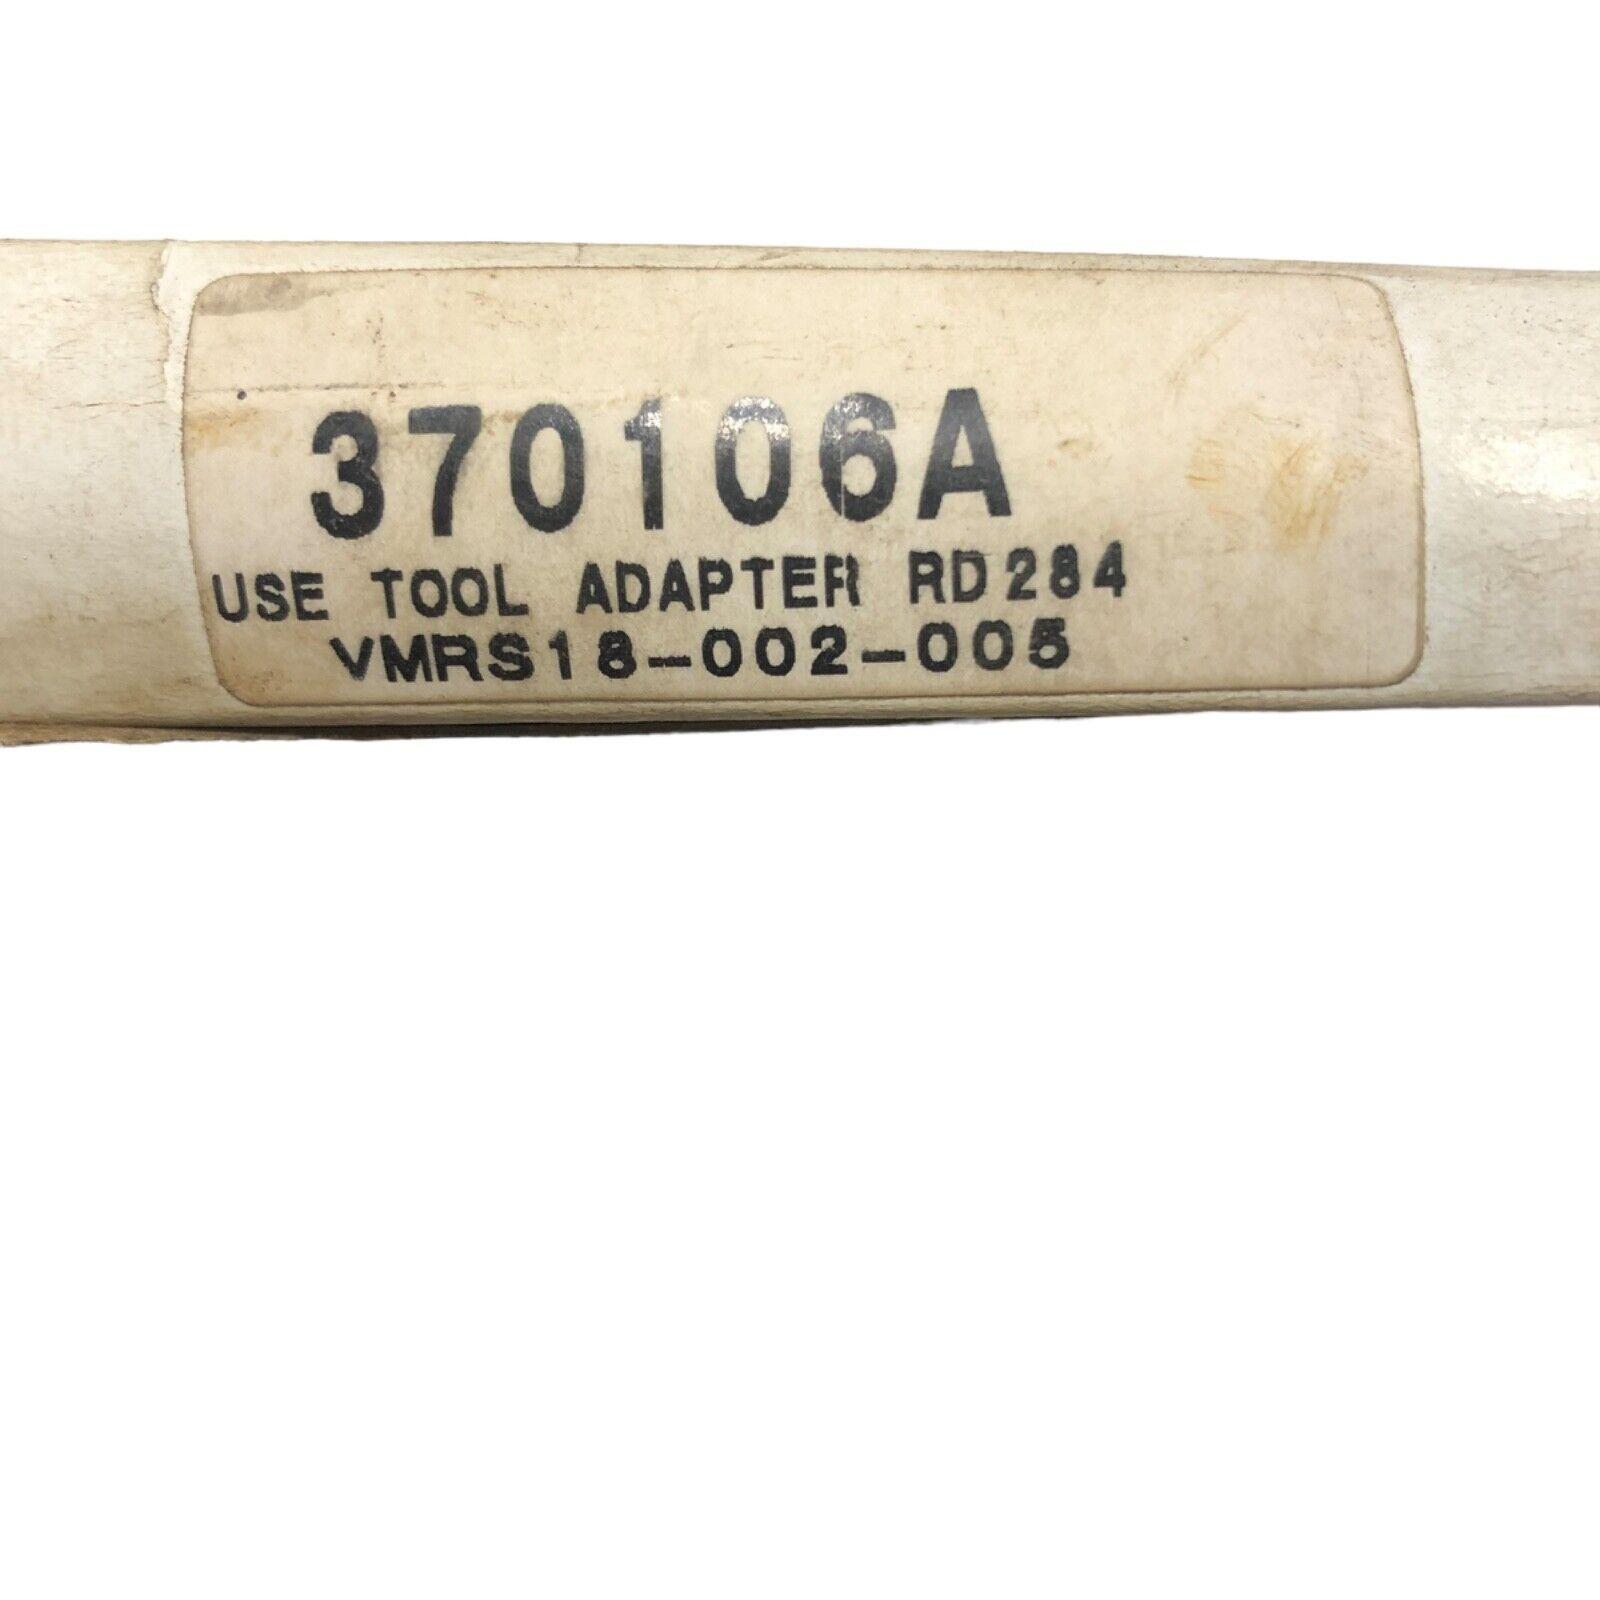 370106A
USE TOOL ADAPTER RD284
VMRS18-002-005